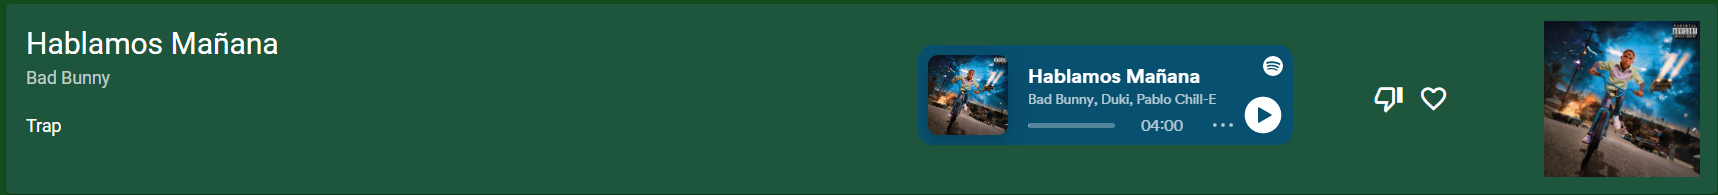 Hablamos Mañana
Bad Bunny
Trap
Hablamos Mañana
Bad Bunny, Duki, Pablo Chill-E
04:00